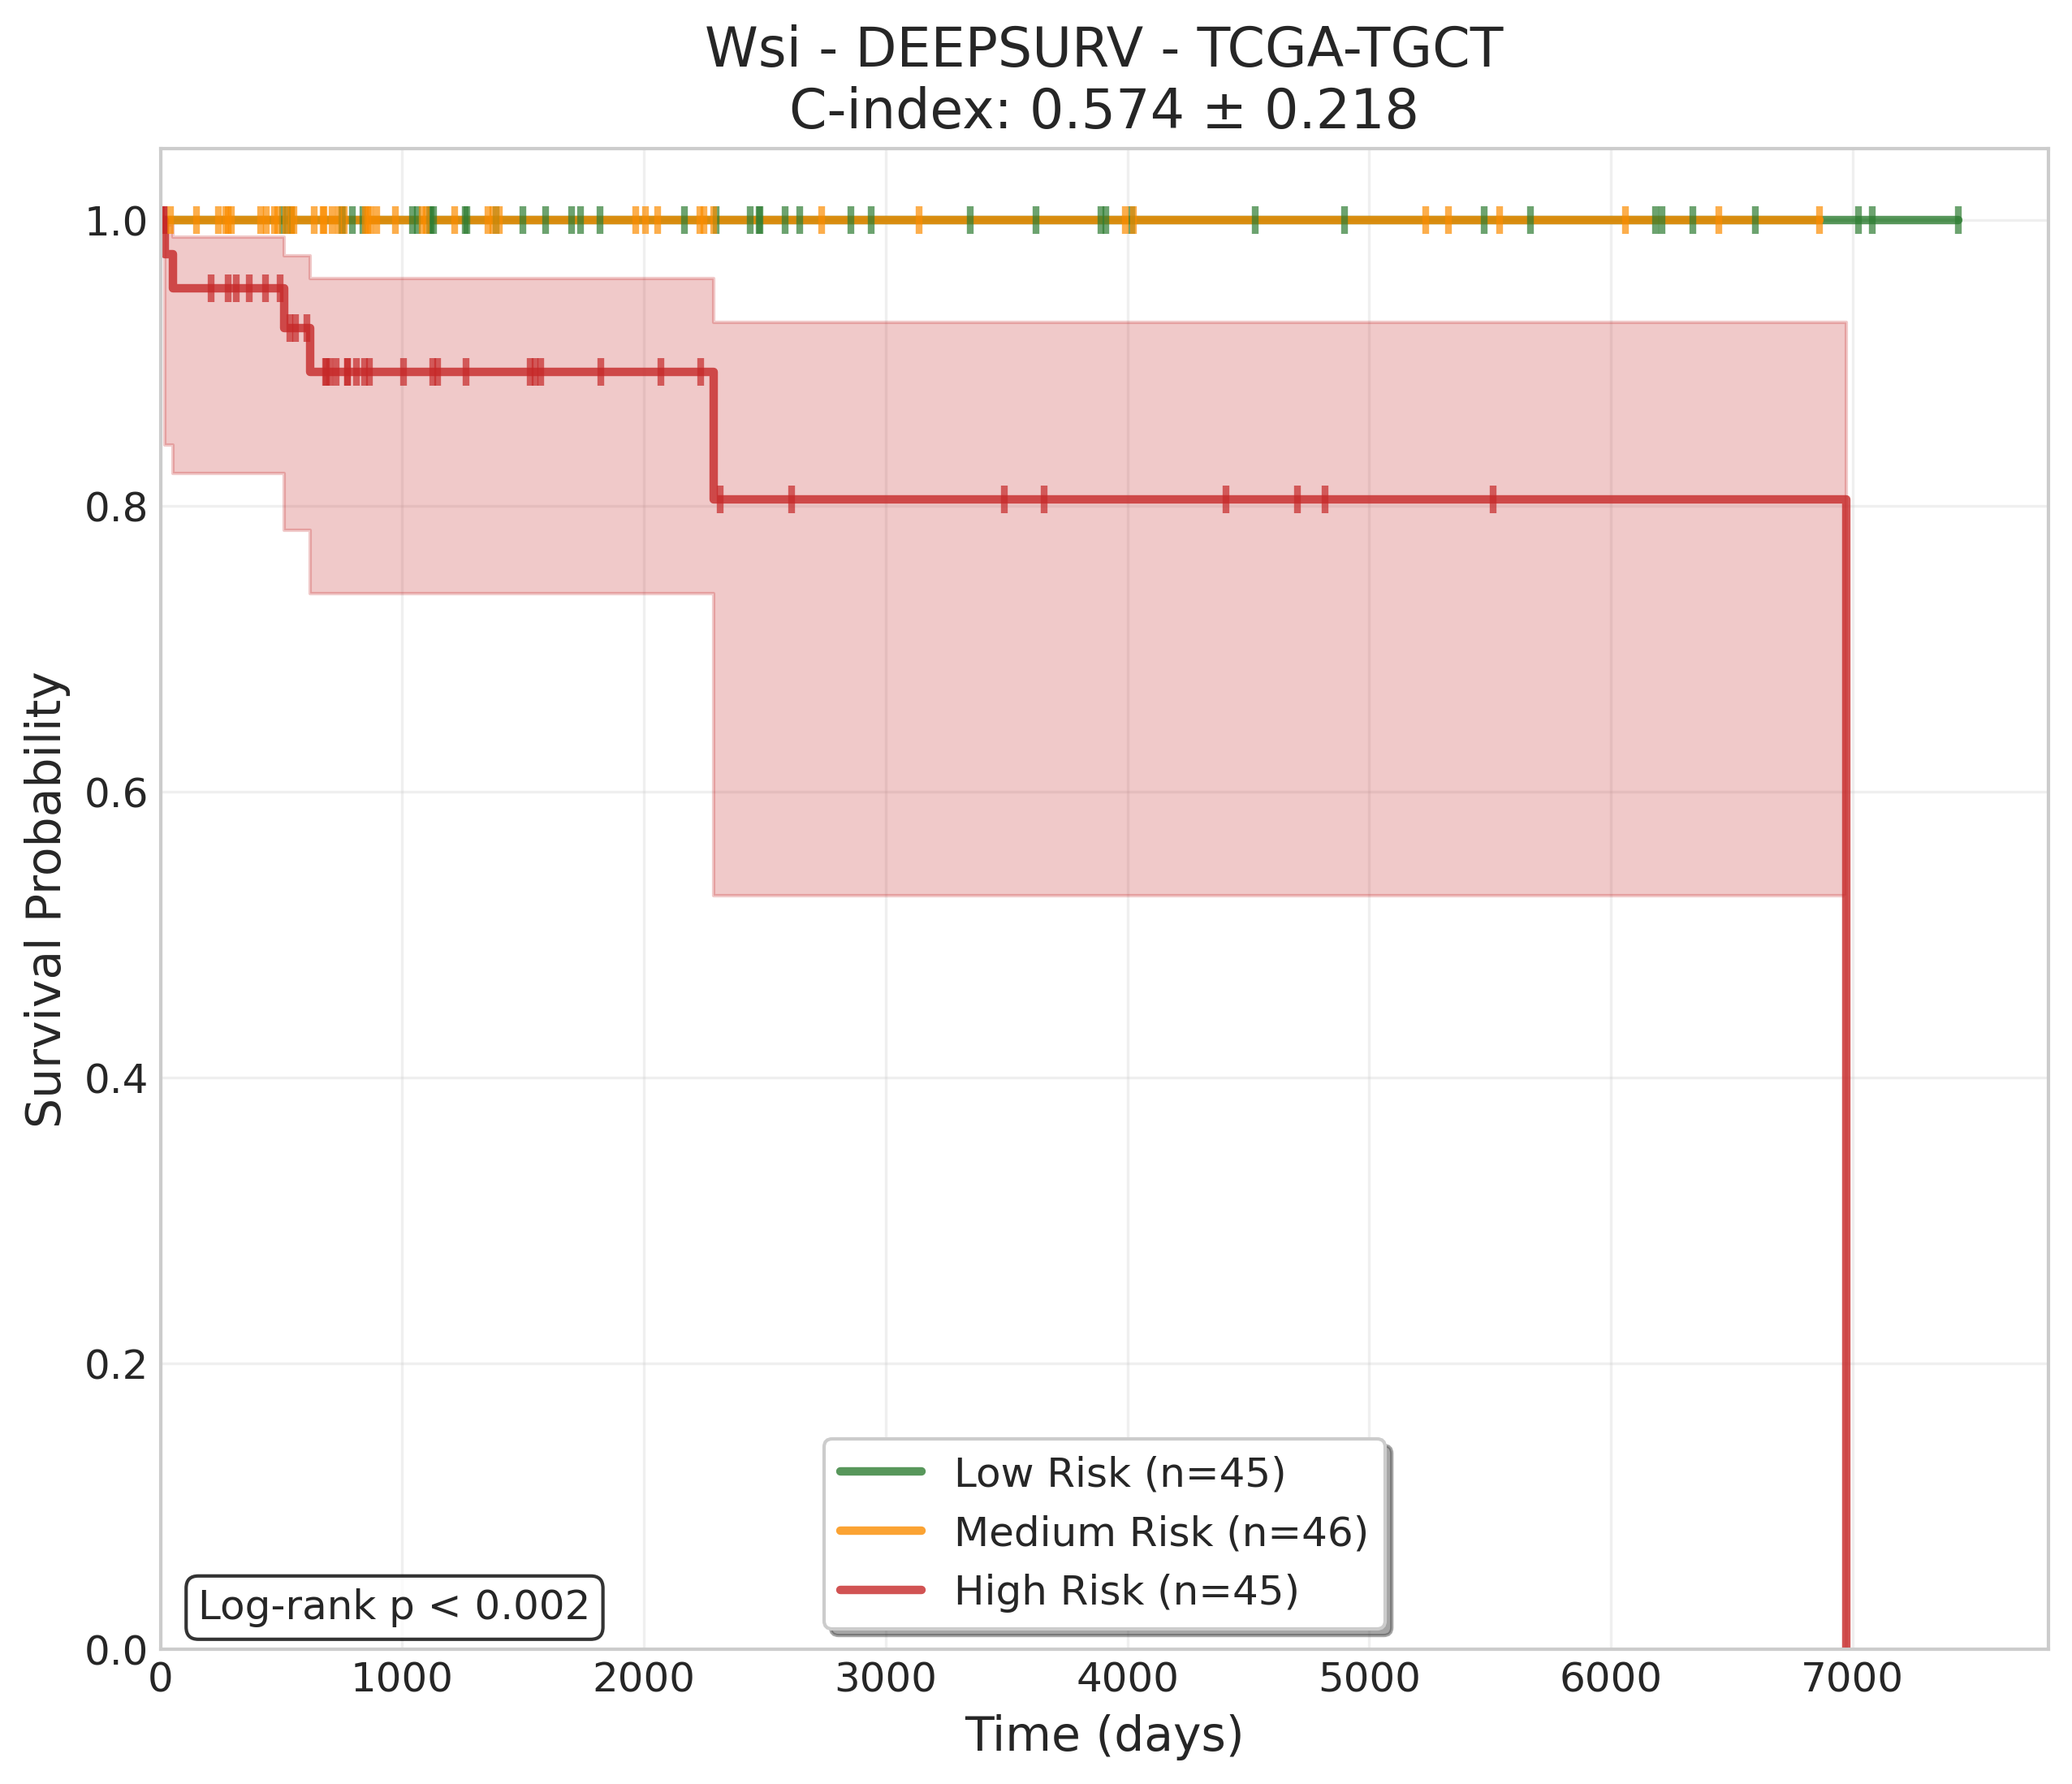 Wsi - DEEPSURV - TCGA-TGCT
C-index: 0.574 ± 0.218
Survival Probability
1.0
0.8
0.6
0.4
0.2
0.0
Low Risk (n=45)
Medium Risk (n=46)
High Risk (n=45)
Log-rank p < 0.002
0 1000 2000 3000 4000 5000 6000 7000
Time (days)